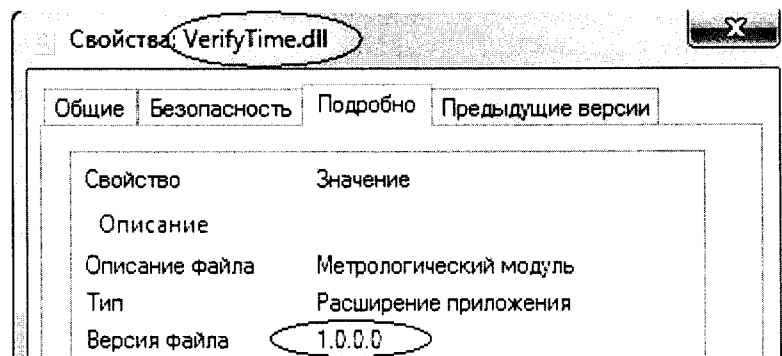 Свойства: VerifyTime.dll
Общие Безопасность Подробно Предыдущие версии
Свойство Значение
Описание
Описание файла Метрологический модуль
Тип Расширение приложения
Версия файла 1.0.0.0